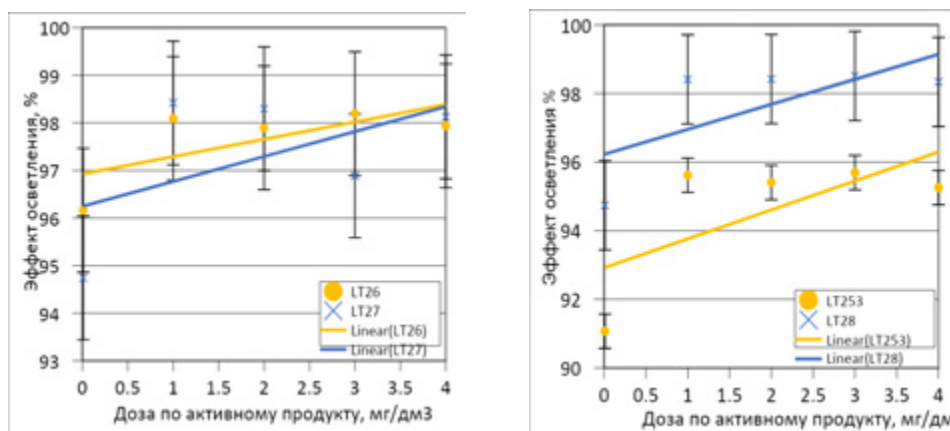 Эффект осветления, %
100
99
98
97
96
95
94
93
0 0.5 1 1.5 2 2.5 3 3.5 4
Доза по активному продукту, мг/дм3
LT26
LT27
Linear(LT26)
Linear(LT27)
Эффект осветления %
100
98
96
94
92
90
0 0.5 1 1.5 2 2.5 3 3.5 4
Доза по активному продукту, мг/дм
LT253
LT28
Linear(LT253)
Linear(LT28)